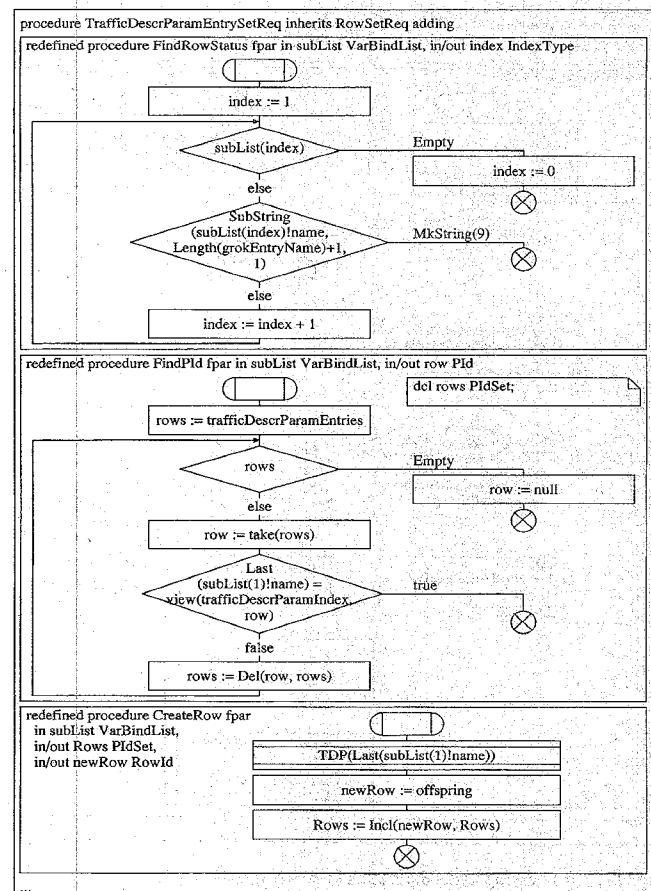 procedure TrafficDescrParamEntrySetReq inherits RowSetReq adding
redefined procedure FindRowStatus fpar in subList VarBindList, in/out index IndexType
index := 1
subList(index)
Empty
index := 0
else
SubString
(subList(index)!name,
Length(grokEntryName)+1,
1)
MkString(9)
else
index := index + 1
redefined procedure FindPId fpar in subList VarBindList, in/out row PId
dcl rows PIdSet;
rows := trafficDescrParamEntries
rows
Empty
row := null
else
row := take(rows)
Last
(subList(1)!name) =
view(trafficDescrParamIndex,
row)
true
false
rows := Del(row, rows)
redefined procedure CreateRow fpar
in subList VarBindList,
in/out Rows PIdSet,
in/out newRow RowId
TDP(Last(subList(1)!name))
newRow := offspring
Rows := Incl(newRow, Rows)
...